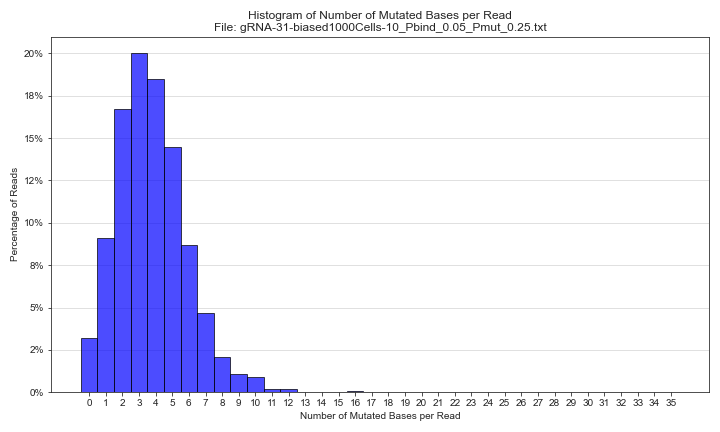 Histogram of Number of Mutated Bases per Read
File: gRNA-31-biased1000Cells-10_Pbind_0.05_Pmut_0.25.txt
Percentage of Reads
20%
18%
15%
12%
10%
8%
5%
2%
0%
0 1 2 3 4 5 6 7 8 9 10 11 12 13 14 15 16 17 18 19 20 21 22 23 24 25 26 27 28 29 30 31 32 33 34 35
Number of Mutated Bases per Read